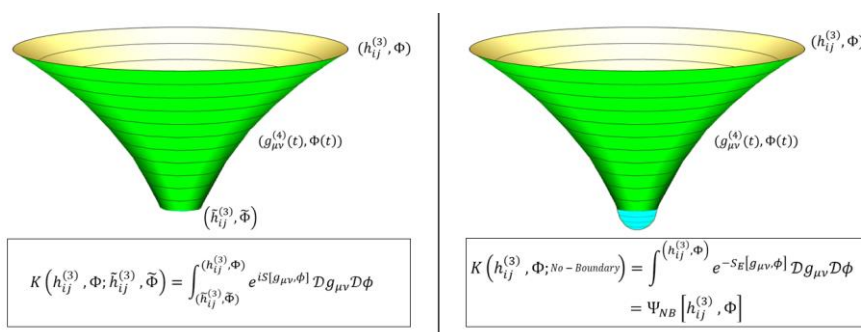 (h_{ij}^{(3)}, Φ)
(g_{μν}^{(4)}(t), Φ(t))
(h̃_{ij}^{(3)}, Φ̃)
K(h_{ij}^{(3)}, Φ; h̃_{ij}^{(3)}, Φ̃) = ∫_{(h̃_{ij}^{(3)}, Φ̃)}^{(h_{ij}^{(3)}, Φ)} e^{iS[g_{μν}, ϕ]} 𝒟g_{μν}𝒟ϕ
(h_{ij}^{(3)}, Φ)
(g_{μν}^{(4)}(t), Φ(t))
K(h_{ij}^{(3)}, Φ; No − Boundary) = ∫^{(h_{ij}^{(3)}, Φ)} e^{−S_E[g_{μν}, ϕ]} 𝒟g_{μν}𝒟ϕ
= Ψ_{NB}[h_{ij}^{(3)}, Φ]